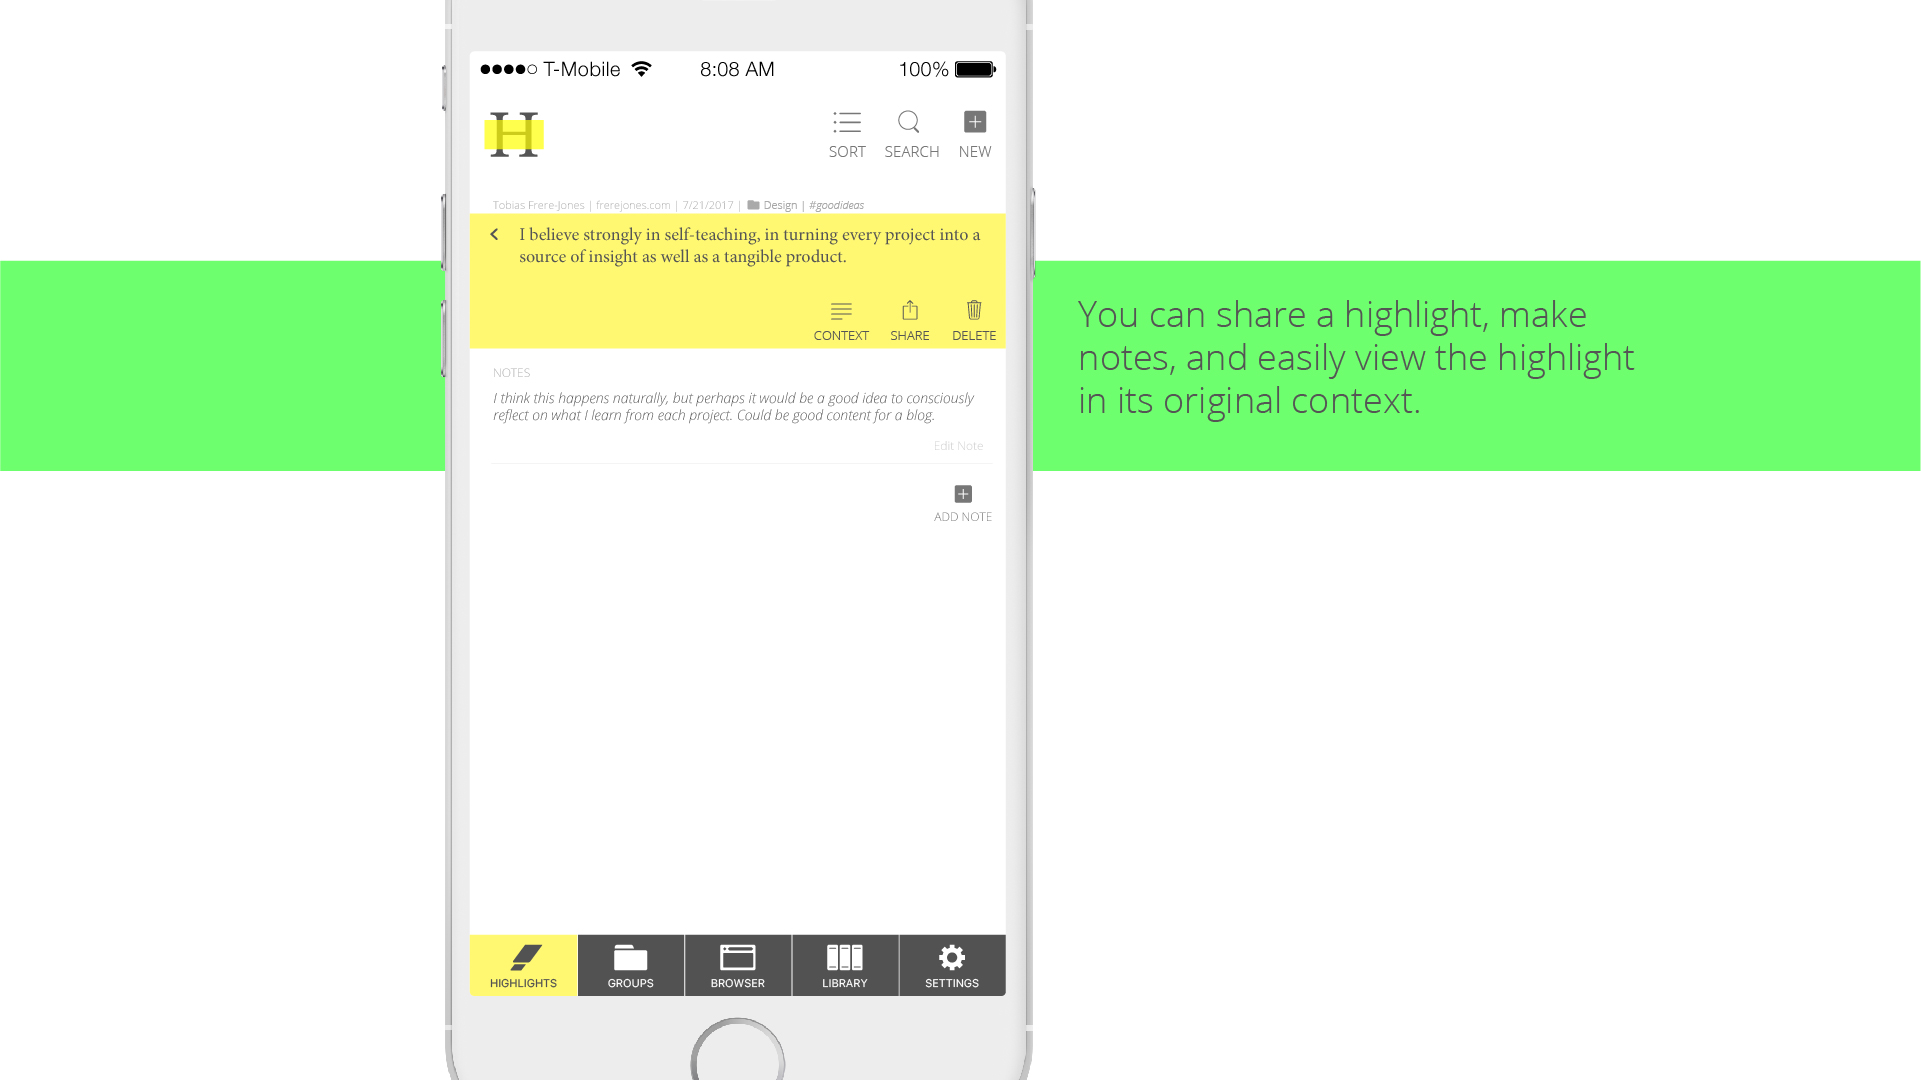 T-Mobile 8:08 AM 100%
H
SORT SEARCH NEW
Tobias Frere-Jones | frerejones.com | 7/21/2017 | Design | #goodideas
I believe strongly in self-teaching, in turning every project into a
source of insight as well as a tangible product.
CONTEXT SHARE DELETE
NOTES
I think this happens naturally, but perhaps it would be a good idea to consciously
reflect on what I learn from each project. Could be good content for a blog.
Edit Note
ADD NOTE
HIGHLIGHTS GROUPS BROWSER LIBRARY SETTINGS
You can share a highlight, make
notes, and easily view the highlight
in its original context.